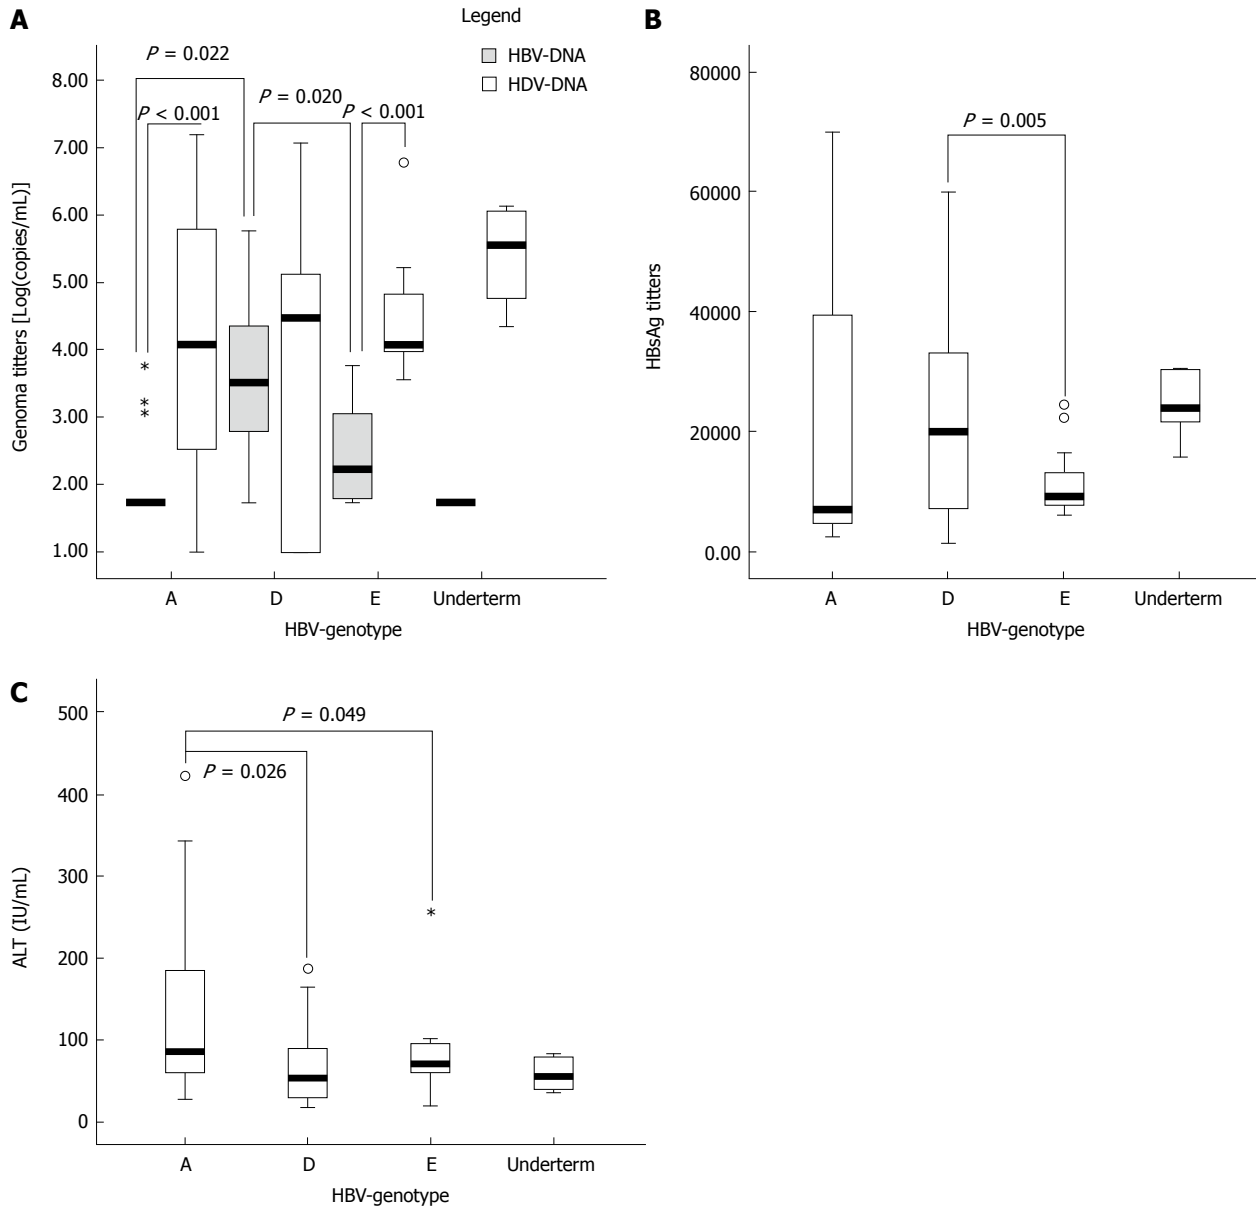 A
Legend
HBV-DNA
HDV-DNA
P = 0.022
P < 0.001
P = 0.020
P < 0.001
Genoma titters [Log(copies/mL)]
8.00
7.00
6.00
5.00
4.00
3.00
2.00
1.00
*
*
*
A D E Underterm
HBV-genotype
B
P = 0.005
HBsAg titters
80000
60000
40000
20000
0.00
A D E Underterm
HBV-genotype
C
P = 0.049
P = 0.026
ALT (IU/mL)
500
400
300
200
100
0
*
A D E Underterm
HBV-genotype